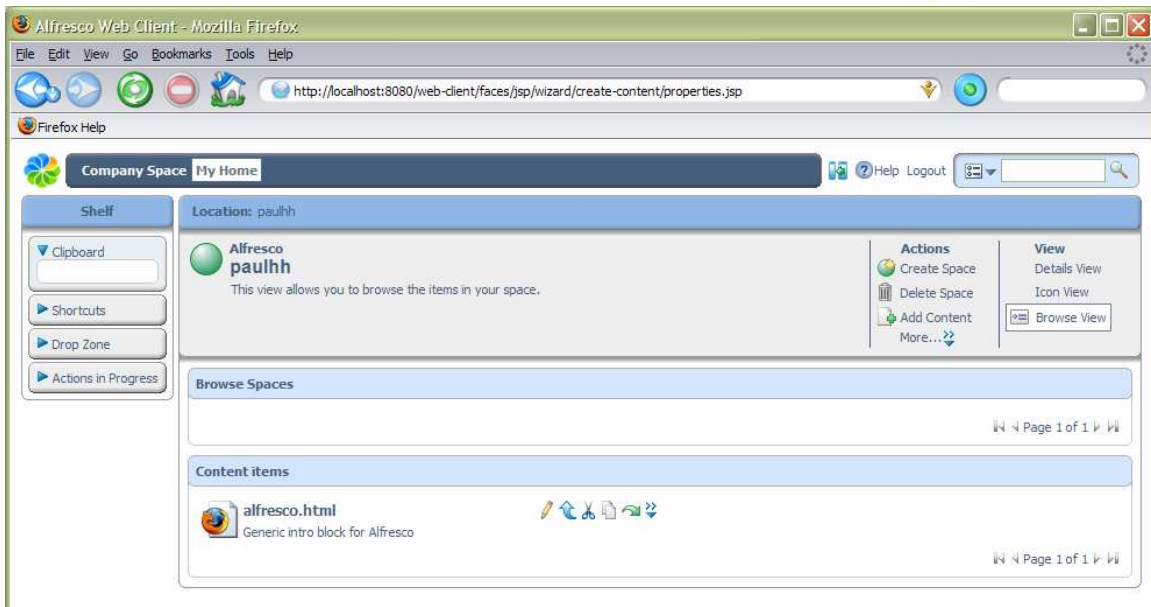 Alfresco Web Client - Mozilla Firefox
File Edit View Go Bookmarks Tools Help
http://localhost:8080/web-client/faces/jsp/wizard/create-content/properties.jsp
Firefox Help
Company Space My Home
Help Logout
Shelf
Location: paulhh
Clipboard
Shortcuts
Drop Zone
Actions in Progress
Alfresco
paulhh
This view allows you to browse the items in your space.
Actions
Create Space
Delete Space
Add Content
More...
View
Details View
Icon View
Browse View
Browse Spaces
Page 1 of 1
Content items
alfresco.html
Generic intro block for Alfresco
Page 1 of 1